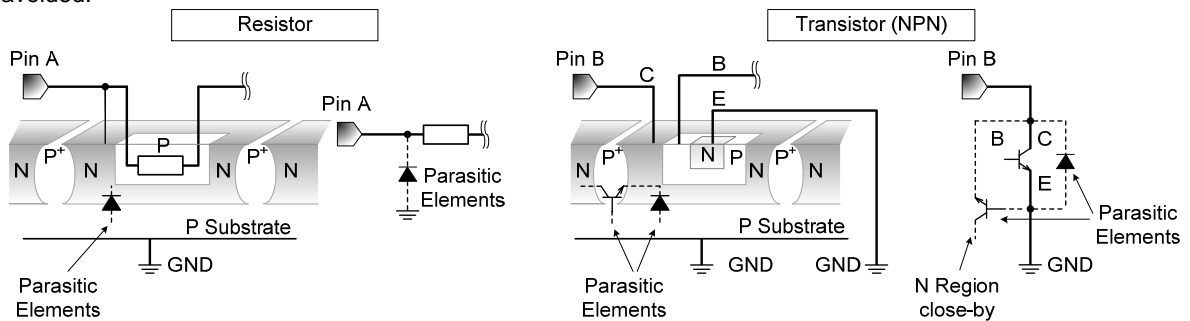 avoided.
Resistor
Transistor (NPN)
Pin A
Pin A
P
N
P+
N
P+
N
N
Parasitic
Elements
P Substrate
GND
Parasitic
Elements
Pin B
C
B
E
N
P+
N
N
P
P+
N
N
P Substrate
GND
GND
Parasitic
Elements
Pin B
B
C
E
Parasitic
Elements
GND
N Region
close-by